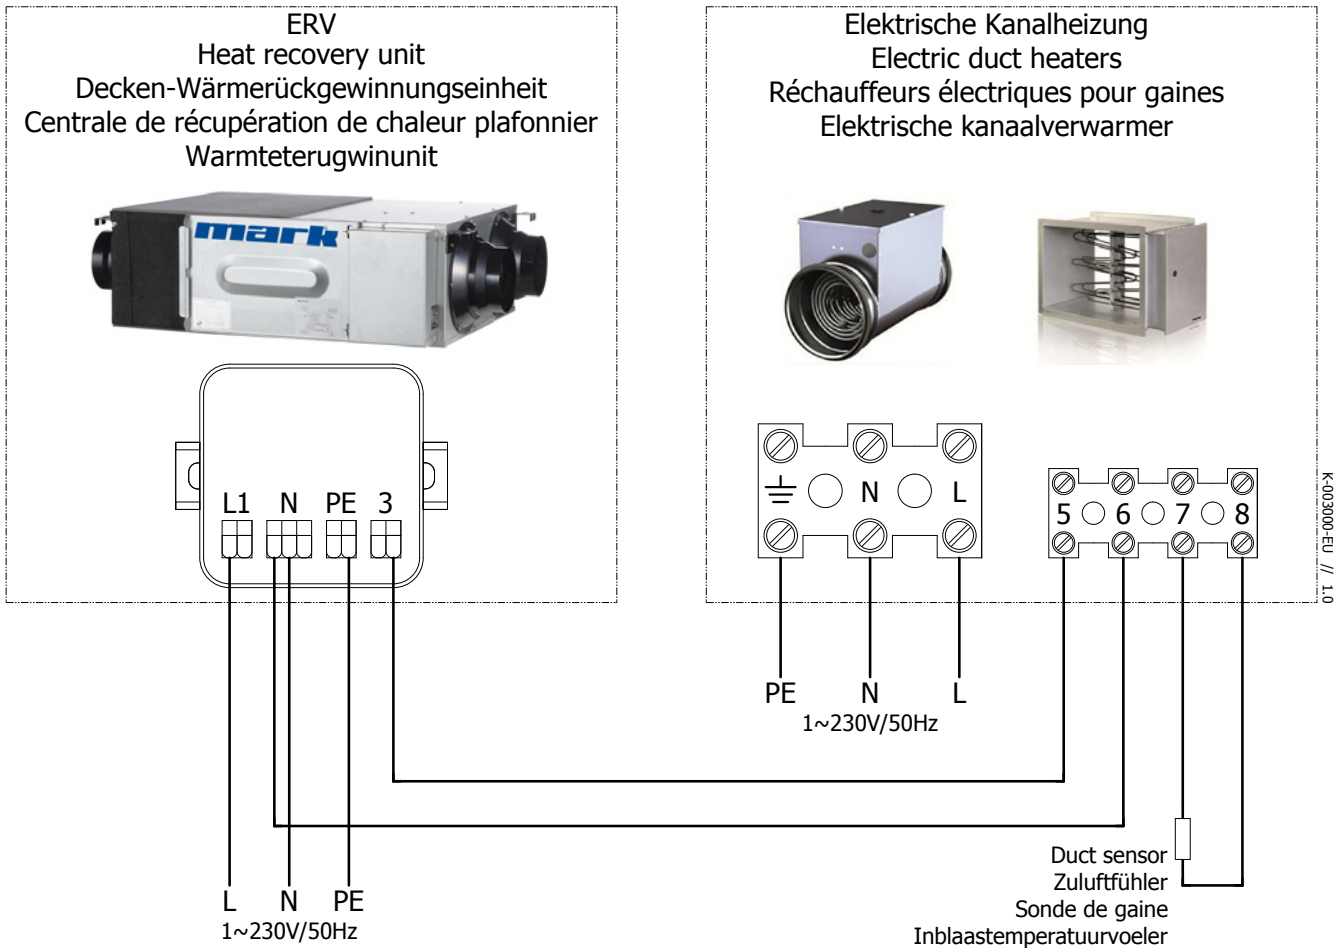 ERV
Heat recovery unit
Decken-Wärmerückgewinnungseinheit
Centrale de récupération de chaleur plafonnier
Warmteterugwinunit
mark
L1 N PE 3
L N PE
1~230V/50Hz
Elektrische Kanalheizung
Electric duct heaters
Réchauffeurs électriques pour gaines
Elektrische kanaalverwarmer
N L
5 6 7 8
PE N L
1~230V/50Hz
Duct sensor
Zuluftfühler
Sonde de gaine
Inblaastemperatuurvoeler
K-003000-EU // 1.0